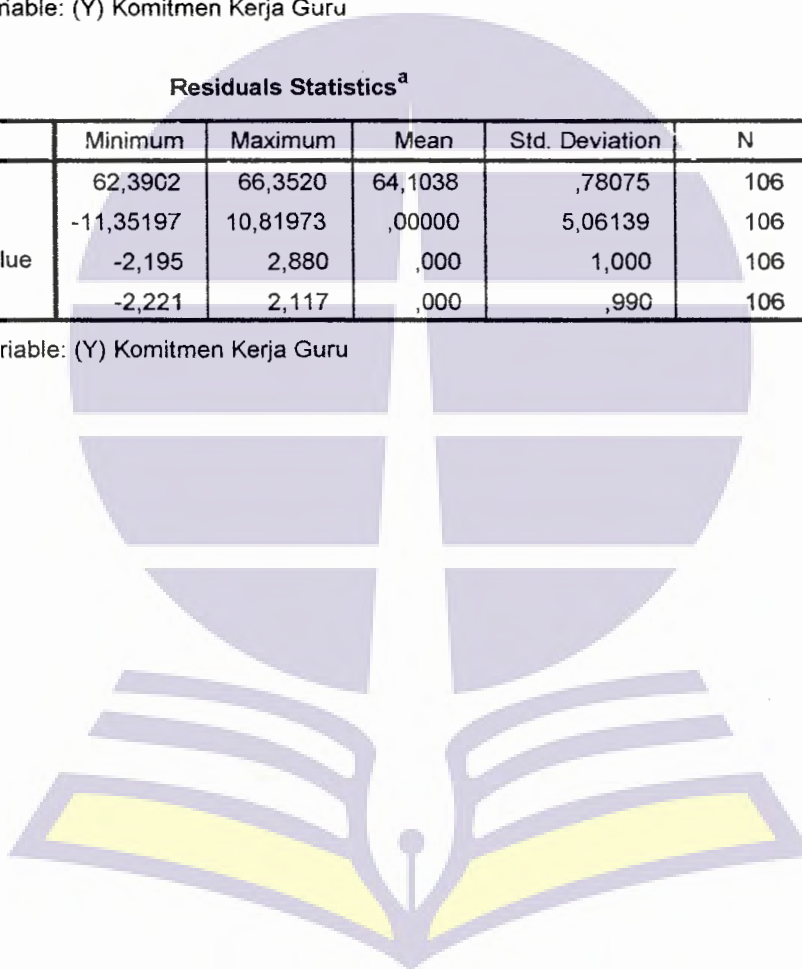 riable: (Y) Komitmen Kerja Guru
Residuals Statistics a
Minimum Maximum Mean Std. Deviation N
62,3902 66,3520 64,1038 ,78075 106
-11,35197 10,81973 ,00000 5,06139 106
lue -2,195 2,880 ,000 1,000 106
-2,221 2,117 ,000 ,990 106
riable: (Y) Komitmen Kerja Guru